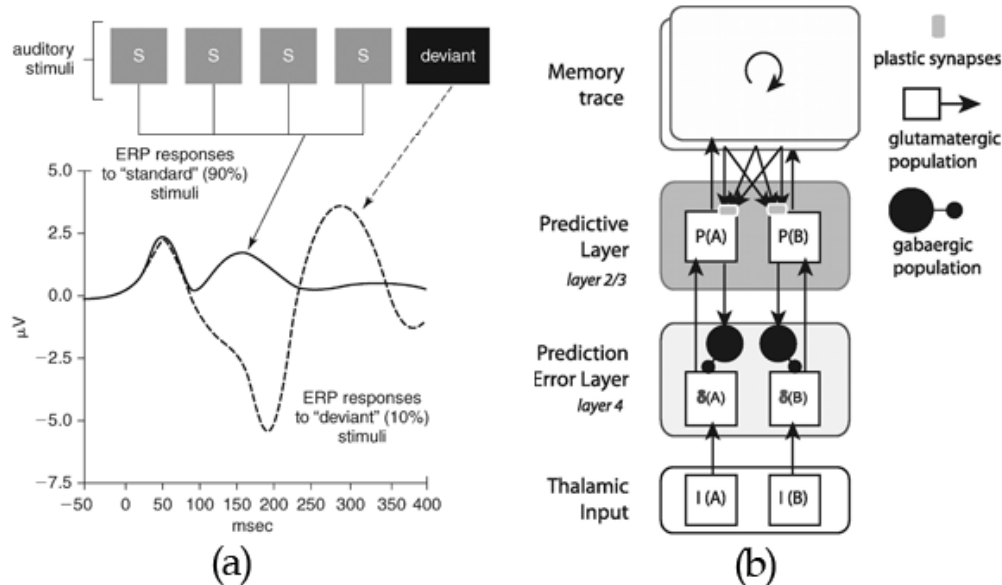 auditory
stimuli
S
S
S
S
deviant
ERP responses
to “standard” (90%)
stimuli
5.0
2.5
0.0
−2.5
−5.0
−7.5
μV
ERP responses
to “deviant” (10%)
stimuli
−50 0 50 100 150 200 250 300 350 400
msec
(a)
Memory
trace
Predictive
Layer
layer 2/3
P(A)
P(B)
Prediction
Error Layer
layer 4
δ(A)
δ(B)
Thalamic
Input
I(A)
I(B)
plastic synapses
glutamatergic
population
gabaergic
population
(b)